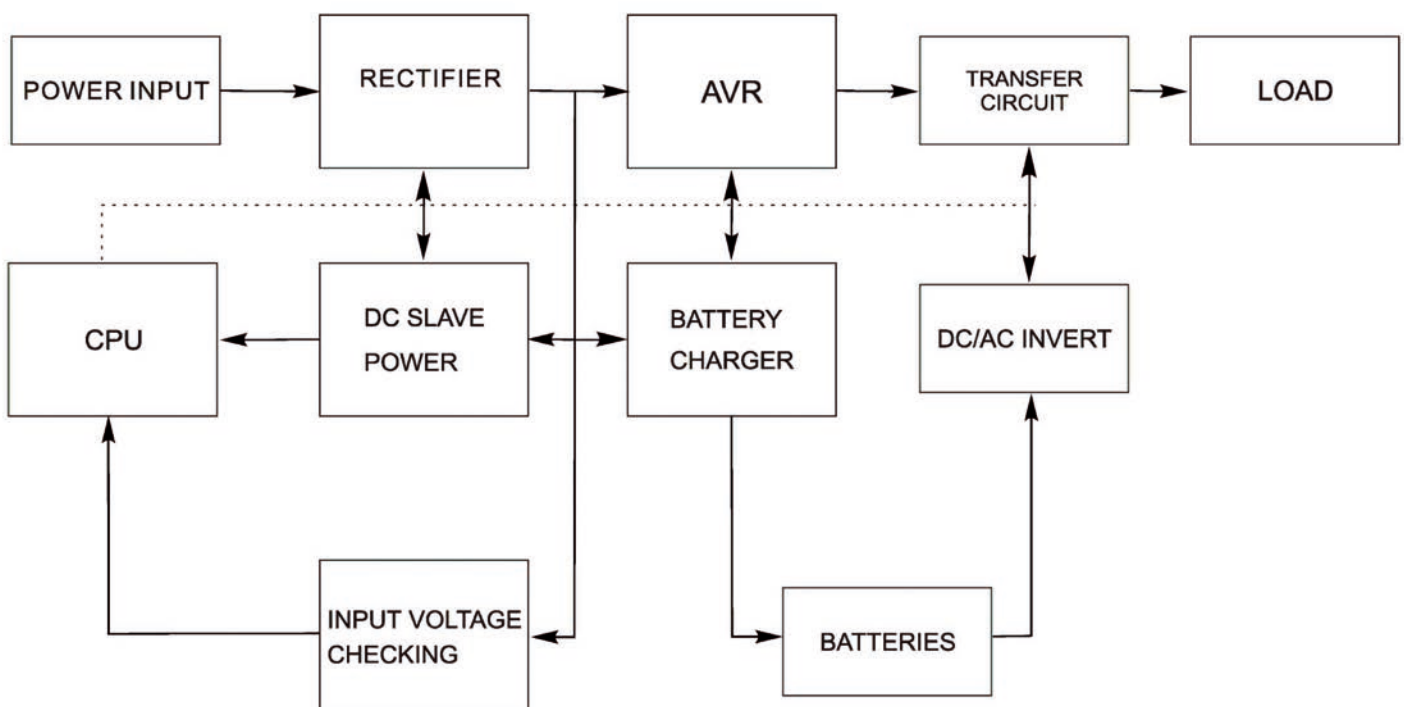 POWER INPUT
RECTIFIER
AVR
TRANSFER
CIRCUIT
LOAD
CPU
DC SLAVE
POWER
BATTERY
CHARGER
DC/AC INVERT
INPUT VOLTAGE
CHECKING
BATTERIES